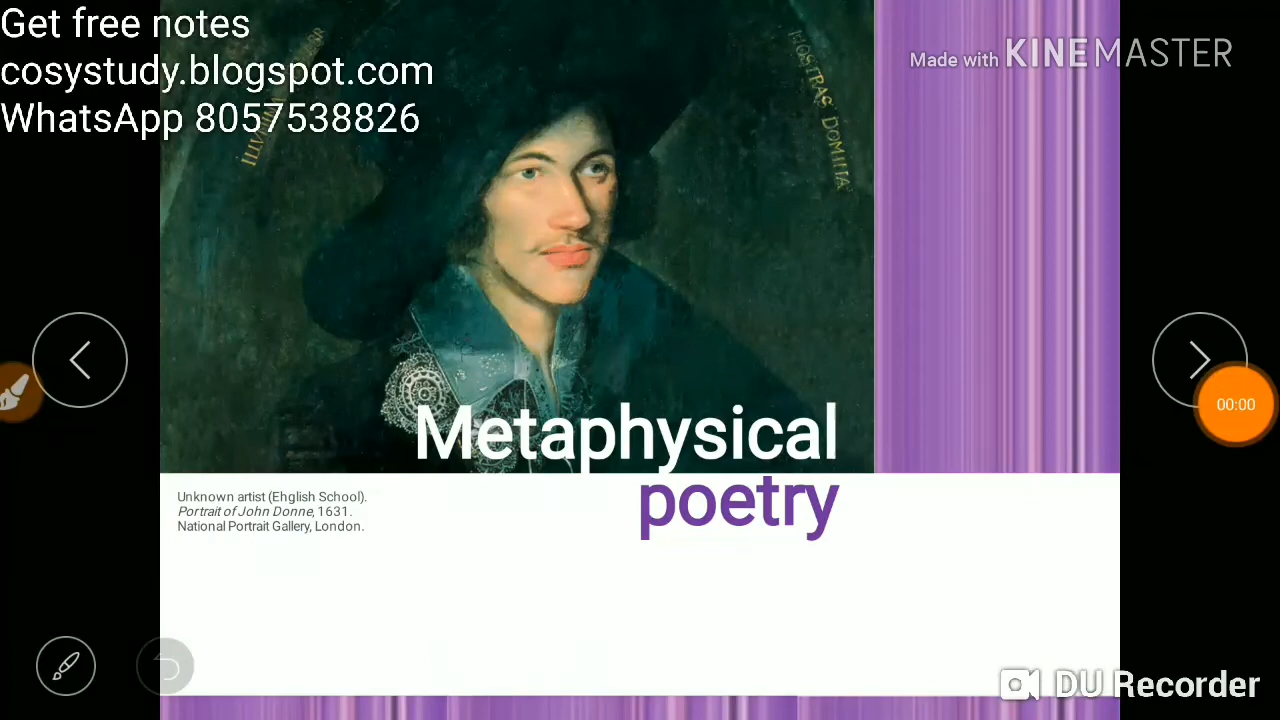 Get free notes
cosystudy.blogspot.com
WhatsApp 8057538826
Made with KINEMASTER
DOMINA
Metaphysical
poetry
Unknown artist (Ehglish School).
Portrait of John Donne, 1631.
National Portrait Gallery, London.
00:00
DU Recorder